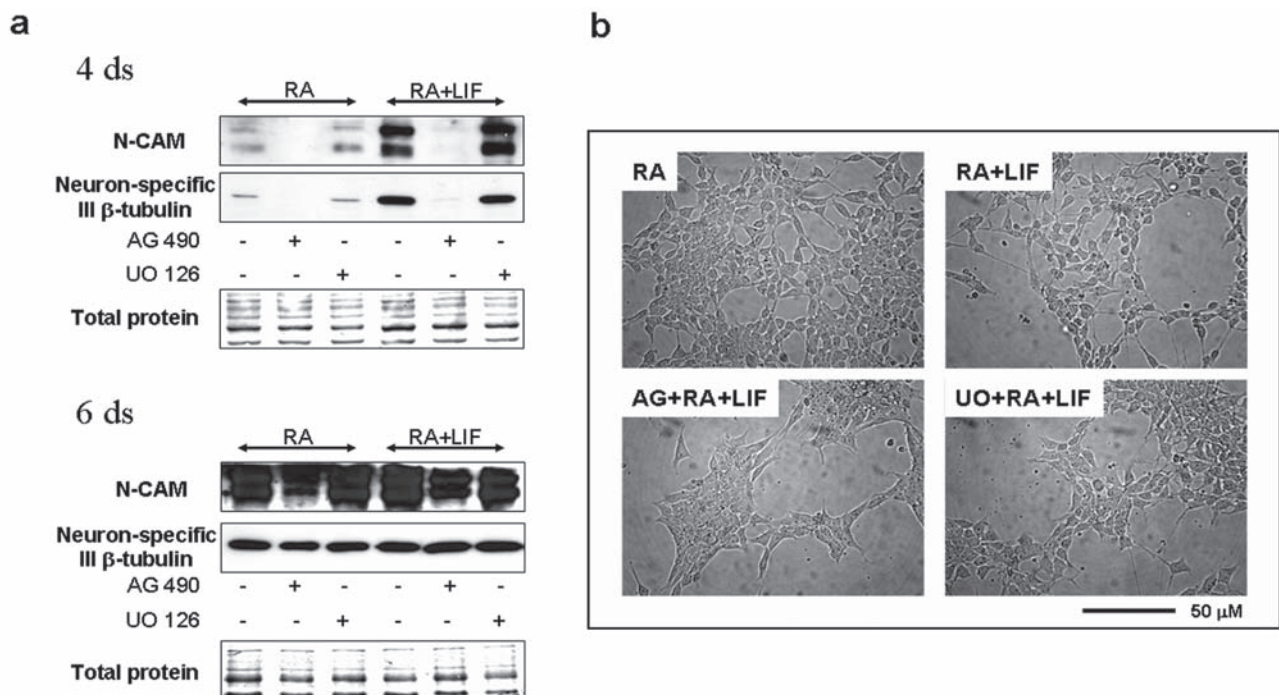 a
4 ds
RA RA+LIF
N-CAM
Neuron-specific
III β-tubulin
AG 490 - + - - + -
UO 126 - - + - - +
Total protein
6 ds
RA RA+LIF
N-CAM
Neuron-specific
III β-tubulin
AG 490 - + - - + -
UO 126 - - + - - +
Total protein
b
RA RA+LIF
AG+RA+LIF UO+RA+LIF
50 µM